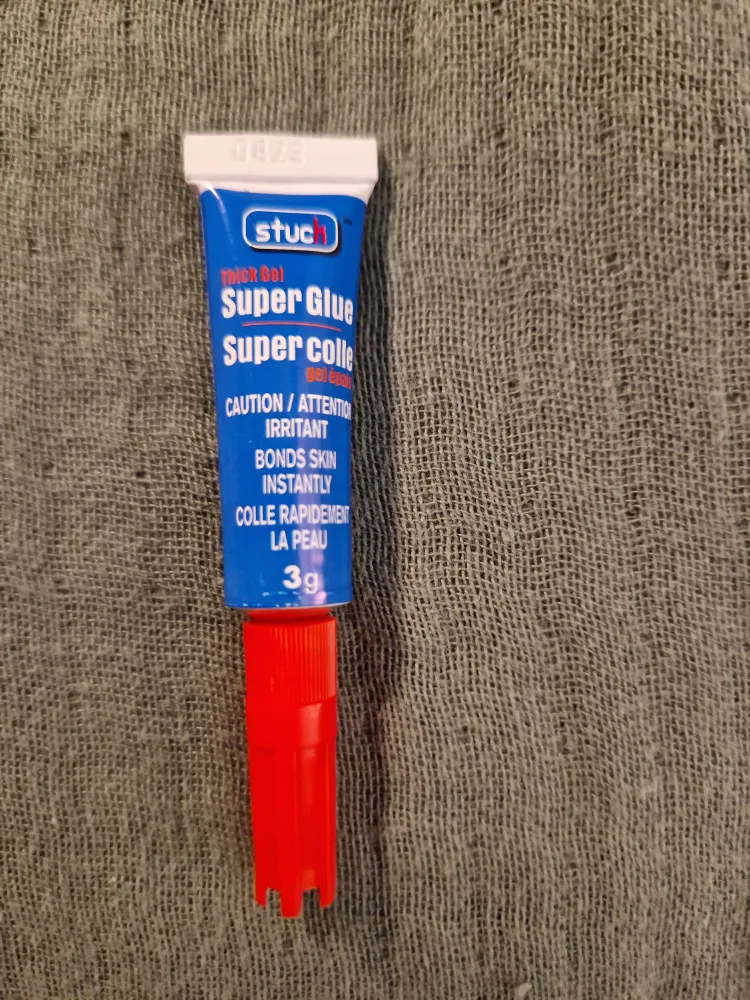 0823
stuck
Thick Gel
Super Glue
Super colle
gel épais
CAUTION / ATTENTION
IRRITANT
BONDS SKIN
INSTANTLY
COLLE RAPIDEMENT
LA PEAU
3g